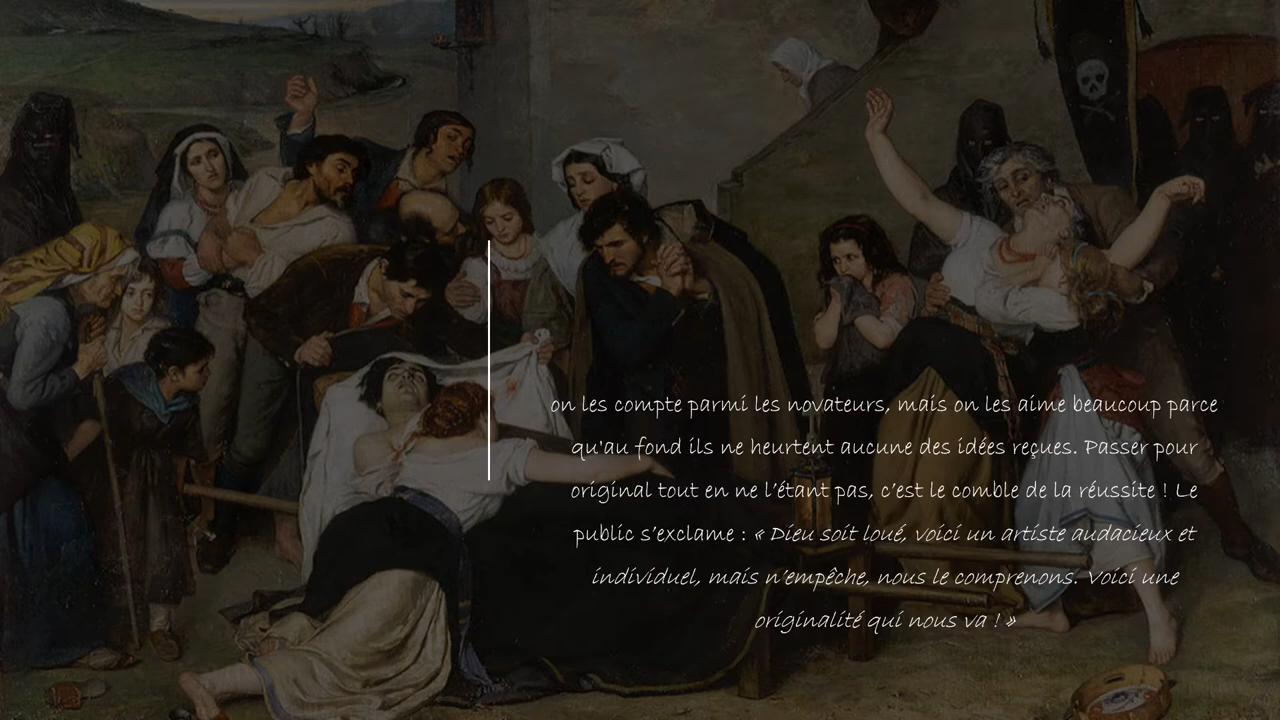 on les compte parmi les novateurs, mais on les aime beaucoup parce
qu'au fond ils ne heurtent aucune des idées reçues. Passer pour
original tout en ne l’étant pas, c’est le comble de la réussite ! Le
public s’exclame : « Dieu soit loué, voici un artiste audacieux et
individuel, mais n’empêche, nous le comprenons. Voici une
originalité qui nous va ! »